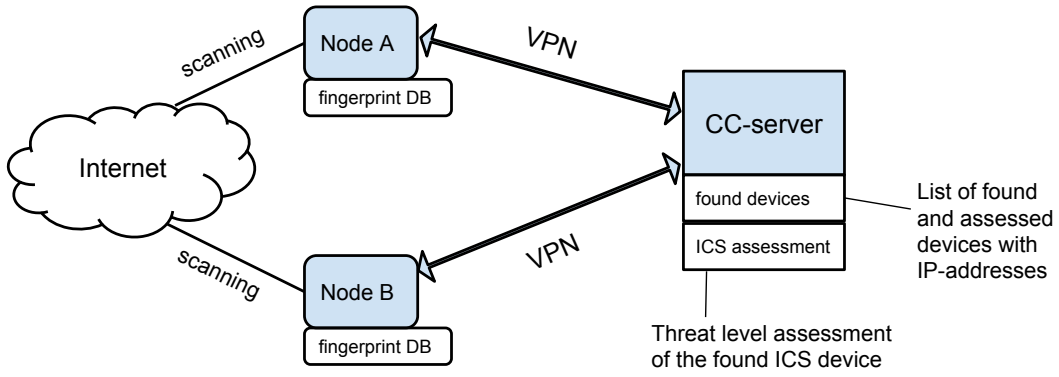 scanning
Node A
fingerprint DB
VPN
Internet
CC-server
found devices
ICS assessment
List of found
and assessed
devices with
IP-addresses
scanning
Node B
fingerprint DB
VPN
Threat level assessment
of the found ICS device